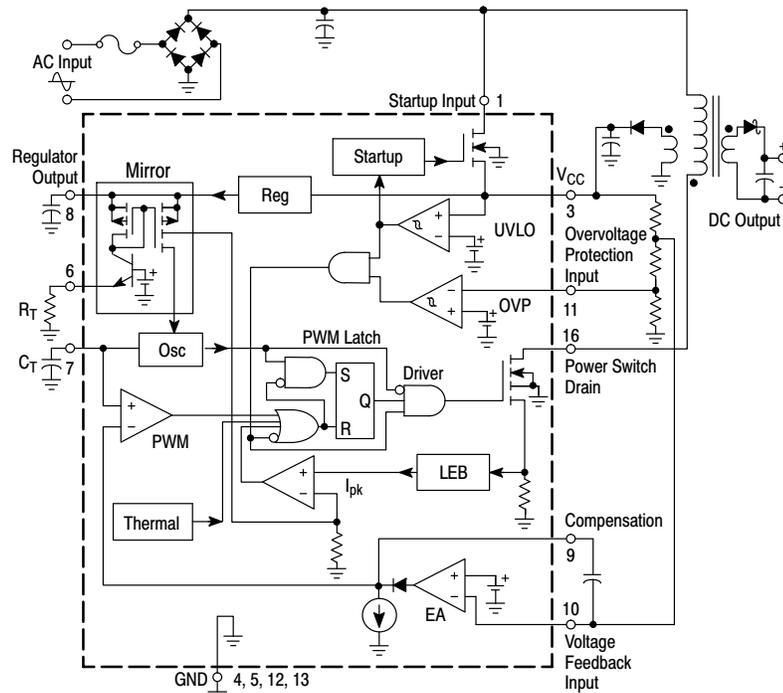 AC Input
Startup Input 1
Regulator
Output
8
Mirror
Startup
Reg
VCC
3
DC Output
+
−
UVLO
+
−
+
Overvoltage
Protection
Input
11
6
RT
OVP
−
+
+
+
16
Power Switch
Drain
PWM Latch
Osc
Driver
CT
7
S
Q
R
+
−
PWM
LEB
+
−
Ipk
Thermal
Compensation
9
+
−
+
EA
10
Voltage
Feedback
Input
GND 4, 5, 12, 13